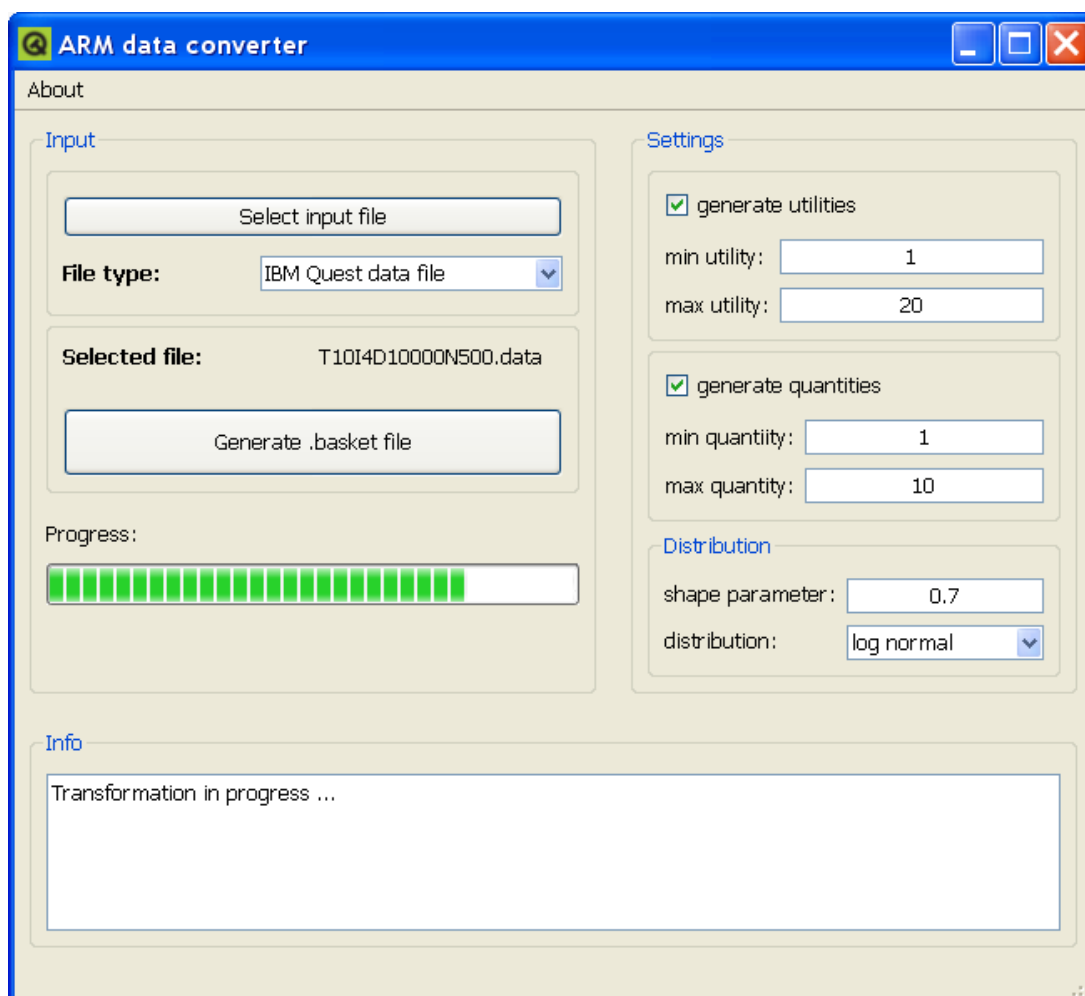 ARM data converter
About
Input
Select input file
File type: IBM Quest data file
Selected file: T10I4D10000N500.data
Generate .basket file
Progress:
Settings
generate utilities
min utility: 1
max utility: 20
generate quantities
min quantiity: 1
max quantity: 10
Distribution
shape parameter: 0.7
distribution: log normal
Info
Transformation in progress ...